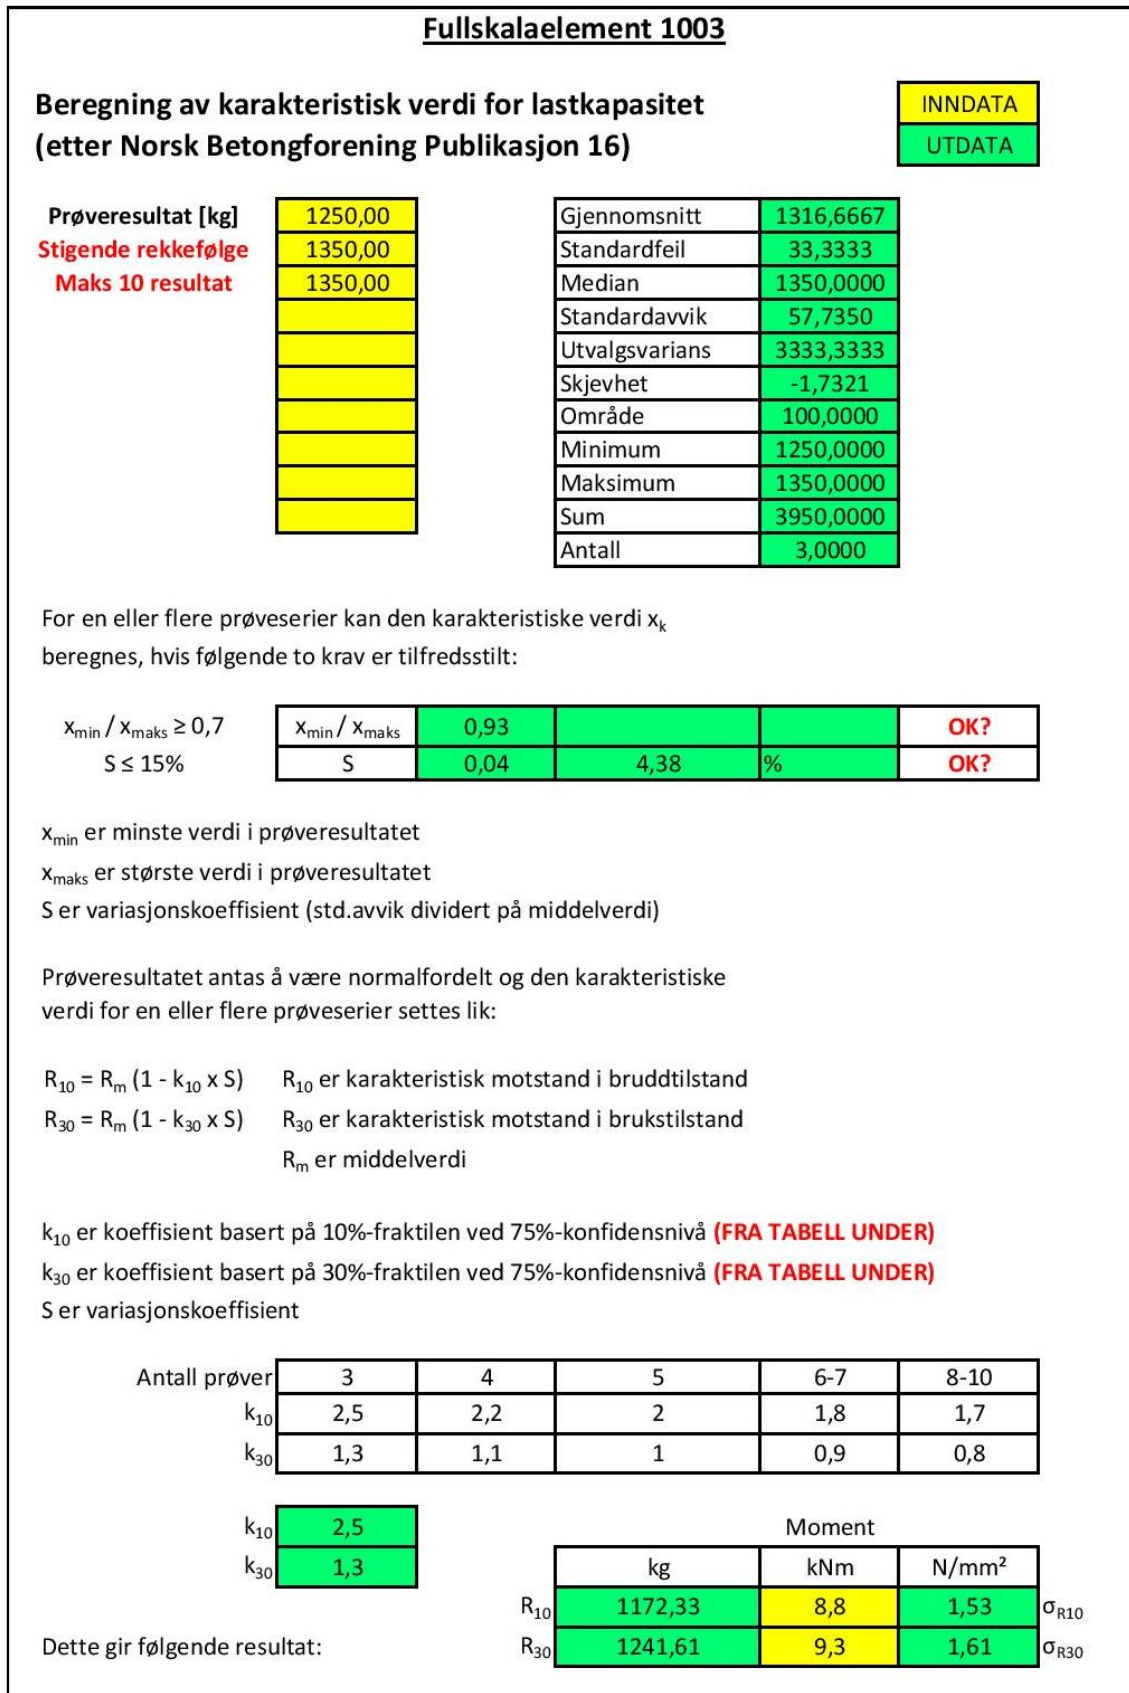 Fullskalaelement 1003
Beregning av karakteristisk verdi for lastkapasitet
(etter Norsk Betongforening Publikasjon 16)
INNDATA
UTDATA
Prøveresultat [kg] 1250,00
Stigende rekkefølge 1350,00
Maks 10 resultat 1350,00
Gjennomsnitt 1316,6667
Standardfeil 33,3333
Median 1350,0000
Standardavvik 57,7350
Utvalgsvarians 3333,3333
Skjevhet -1,7321
Område 100,0000
Minimum 1250,0000
Maksimum 1350,0000
Sum 3950,0000
Antall 3,0000
For en eller flere prøveserier kan den karakteristiske verdi xₖ
beregnes, hvis følgende to krav er tilfredsstilt:
x_min / x_maks ≥ 0,7 x_min / x_maks 0,93 OK?
S ≤ 15% S 0,04 4,38 % OK?
x_min er minste verdi i prøveresultatet
x_maks er største verdi i prøveresultatet
S er variasjonskoeffisient (std.avvik dividert på middelverdi)
Prøveresultatet antas å være normalfordelt og den karakteristiske
verdi for en eller flere prøveserier settes lik:
R₁₀ = Rₘ (1 - k₁₀ x S) R₁₀ er karakteristisk motstand i bruddtilstand
R₃₀ = Rₘ (1 - k₃₀ x S) R₃₀ er karakteristisk motstand i brukstilstand
Rₘ er middelverdi
k₁₀ er koeffisient basert på 10%-fraktilen ved 75%-konfidensnivå (FRA TABELL UNDER)
k₃₀ er koeffisient basert på 30%-fraktilen ved 75%-konfidensnivå (FRA TABELL UNDER)
S er variasjonskoeffisient
Antall prøver 3 4 5 6-7 8-10
k₁₀ 2,5 2,2 2 1,8 1,7
k₃₀ 1,3 1,1 1 0,9 0,8
k₁₀ 2,5
k₃₀ 1,3
Moment
kg kNm N/mm²
R₁₀ 1172,33 8,8 1,53 σ_R10
Dette gir følgende resultat: R₃₀ 1241,61 9,3 1,61 σ_R30